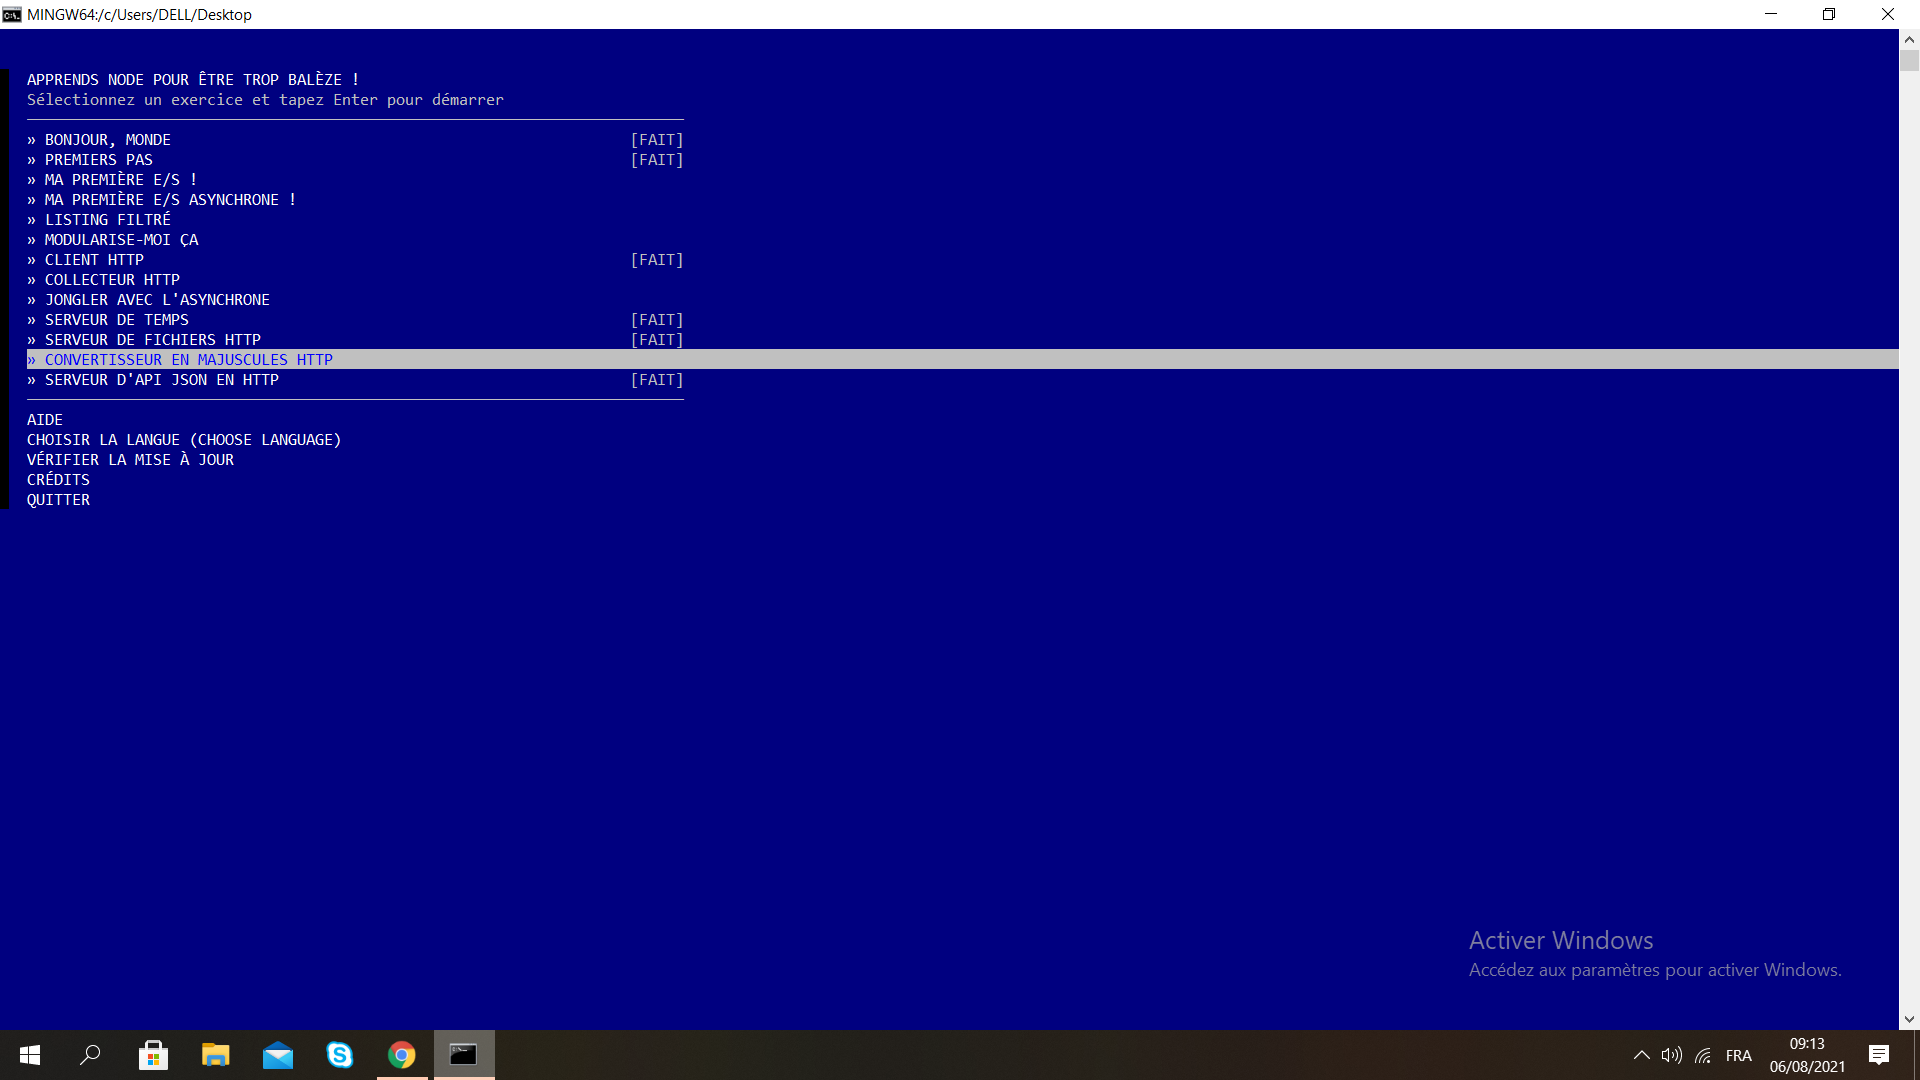 MINGW64:/c/Users/DELL/Desktop
APPRENDS NODE POUR ÊTRE TROP BALÈZE !
Sélectionnez un exercice et tapez Enter pour démarrer
» BONJOUR, MONDE [FAIT]
» PREMIERS PAS [FAIT]
» MA PREMIÈRE E/S !
» MA PREMIÈRE E/S ASYNCHRONE !
» LISTING FILTRÉ
» MODULARISE-MOI ÇA
» CLIENT HTTP [FAIT]
» COLLECTEUR HTTP
» JONGLER AVEC L'ASYNCHRONE
» SERVEUR DE TEMPS [FAIT]
» SERVEUR DE FICHIERS HTTP [FAIT]
» CONVERTISSEUR EN MAJUSCULES HTTP
» SERVEUR D'API JSON EN HTTP [FAIT]
AIDE
CHOISIR LA LANGUE (CHOOSE LANGUAGE)
VÉRIFIER LA MISE À JOUR
CRÉDITS
QUITTER
Activer Windows
Accédez aux paramètres pour activer Windows.
FRA
09:13
06/08/2021